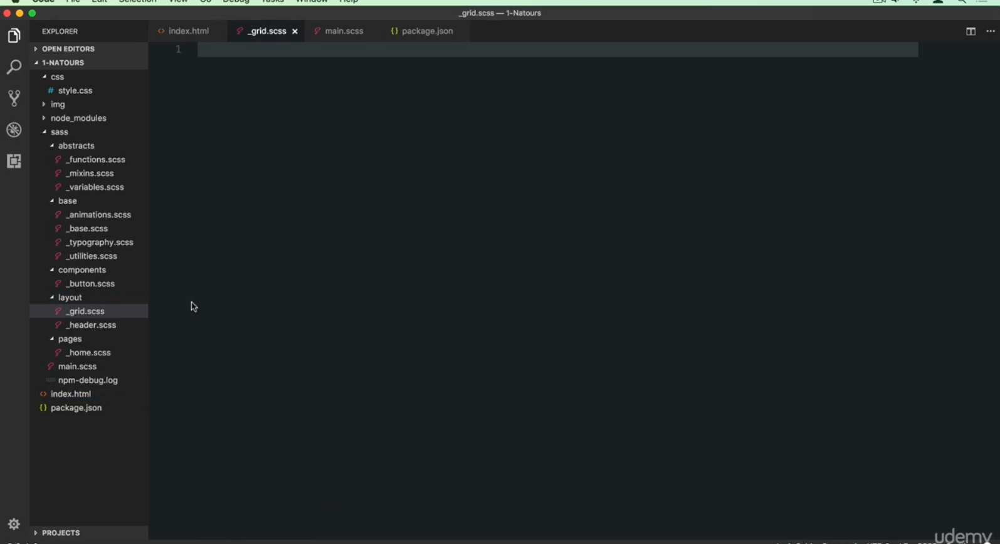 Code File Edit Selection View Go Debug Tasks Window Help
_grid.scss — 1-Natours
EXPLORER
index.html
_grid.scss
main.scss
{} package.json
OPEN EDITORS
1-NATOURS
css
# style.css
img
node_modules
sass
abstracts
_functions.scss
_mixins.scss
_variables.scss
base
_animations.scss
_base.scss
_typography.scss
_utilities.scss
components
_button.scss
layout
_grid.scss
_header.scss
pages
_home.scss
main.scss
npm-debug.log
<> index.html
{} package.json
PROJECTS
1
udemy